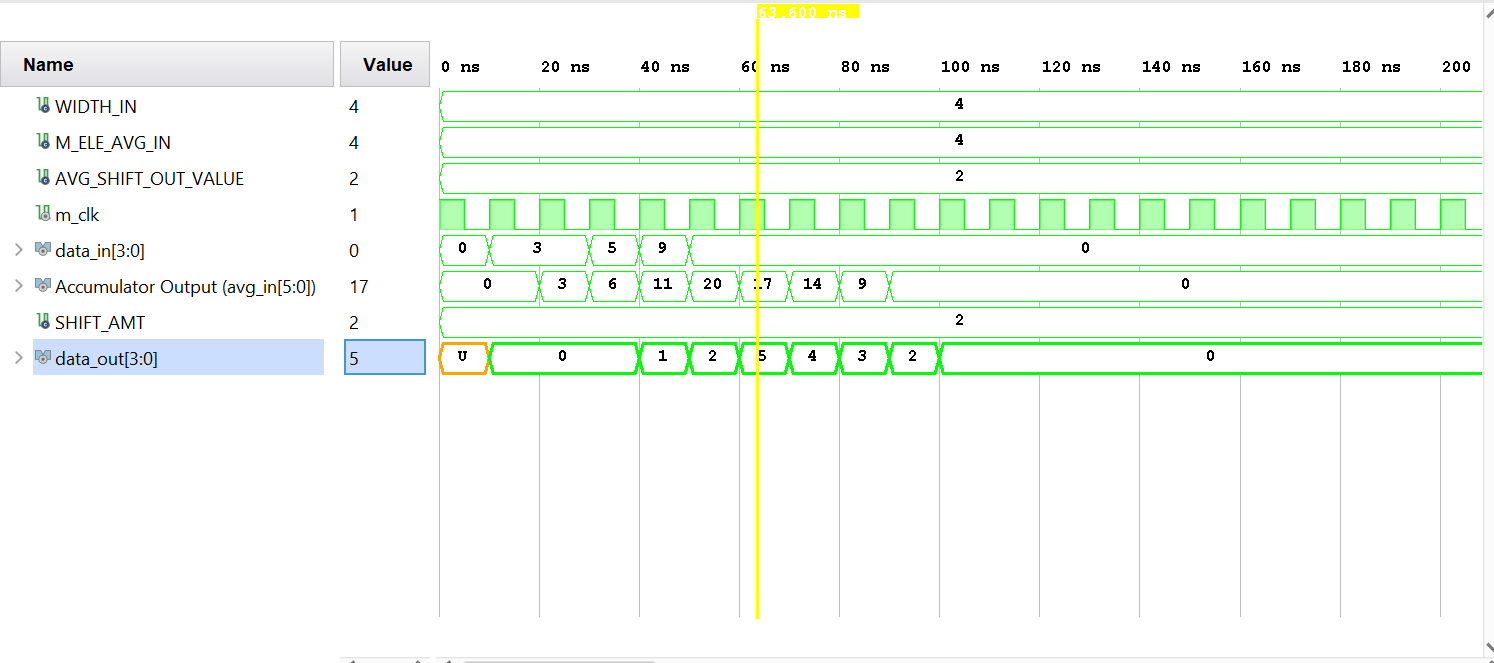 63.600 ns
Name Value 0 ns 20 ns 40 ns 60 ns 80 ns 100 ns 120 ns 140 ns 160 ns 180 ns 200
WIDTH_IN 4 4
M_ELE_AVG_IN 4 4
AVG_SHIFT_OUT_VALUE 2 2
m_clk 1
data_in[3:0] 0 0 3 5 9 0
Accumulator Output (avg_in[5:0]) 17 0 3 6 11 20 17 14 9 0
SHIFT_AMT 2 2
data_out[3:0] 5 U 0 1 2 5 4 3 2 0